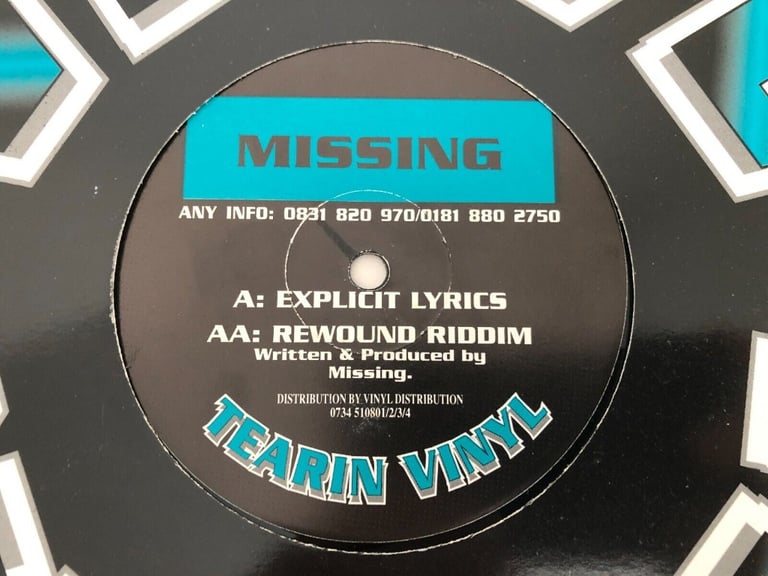 MISSING
ANY INFO: 0831 820 970/0181 880 2750
A: EXPLICIT LYRICS
AA: REWOUND RIDDIM
Written & Produced by
Missing.
DISTRIBUTION BY VINYL DISTRIBUTION
0734 510801/2/3/4
TEARIN VINYL